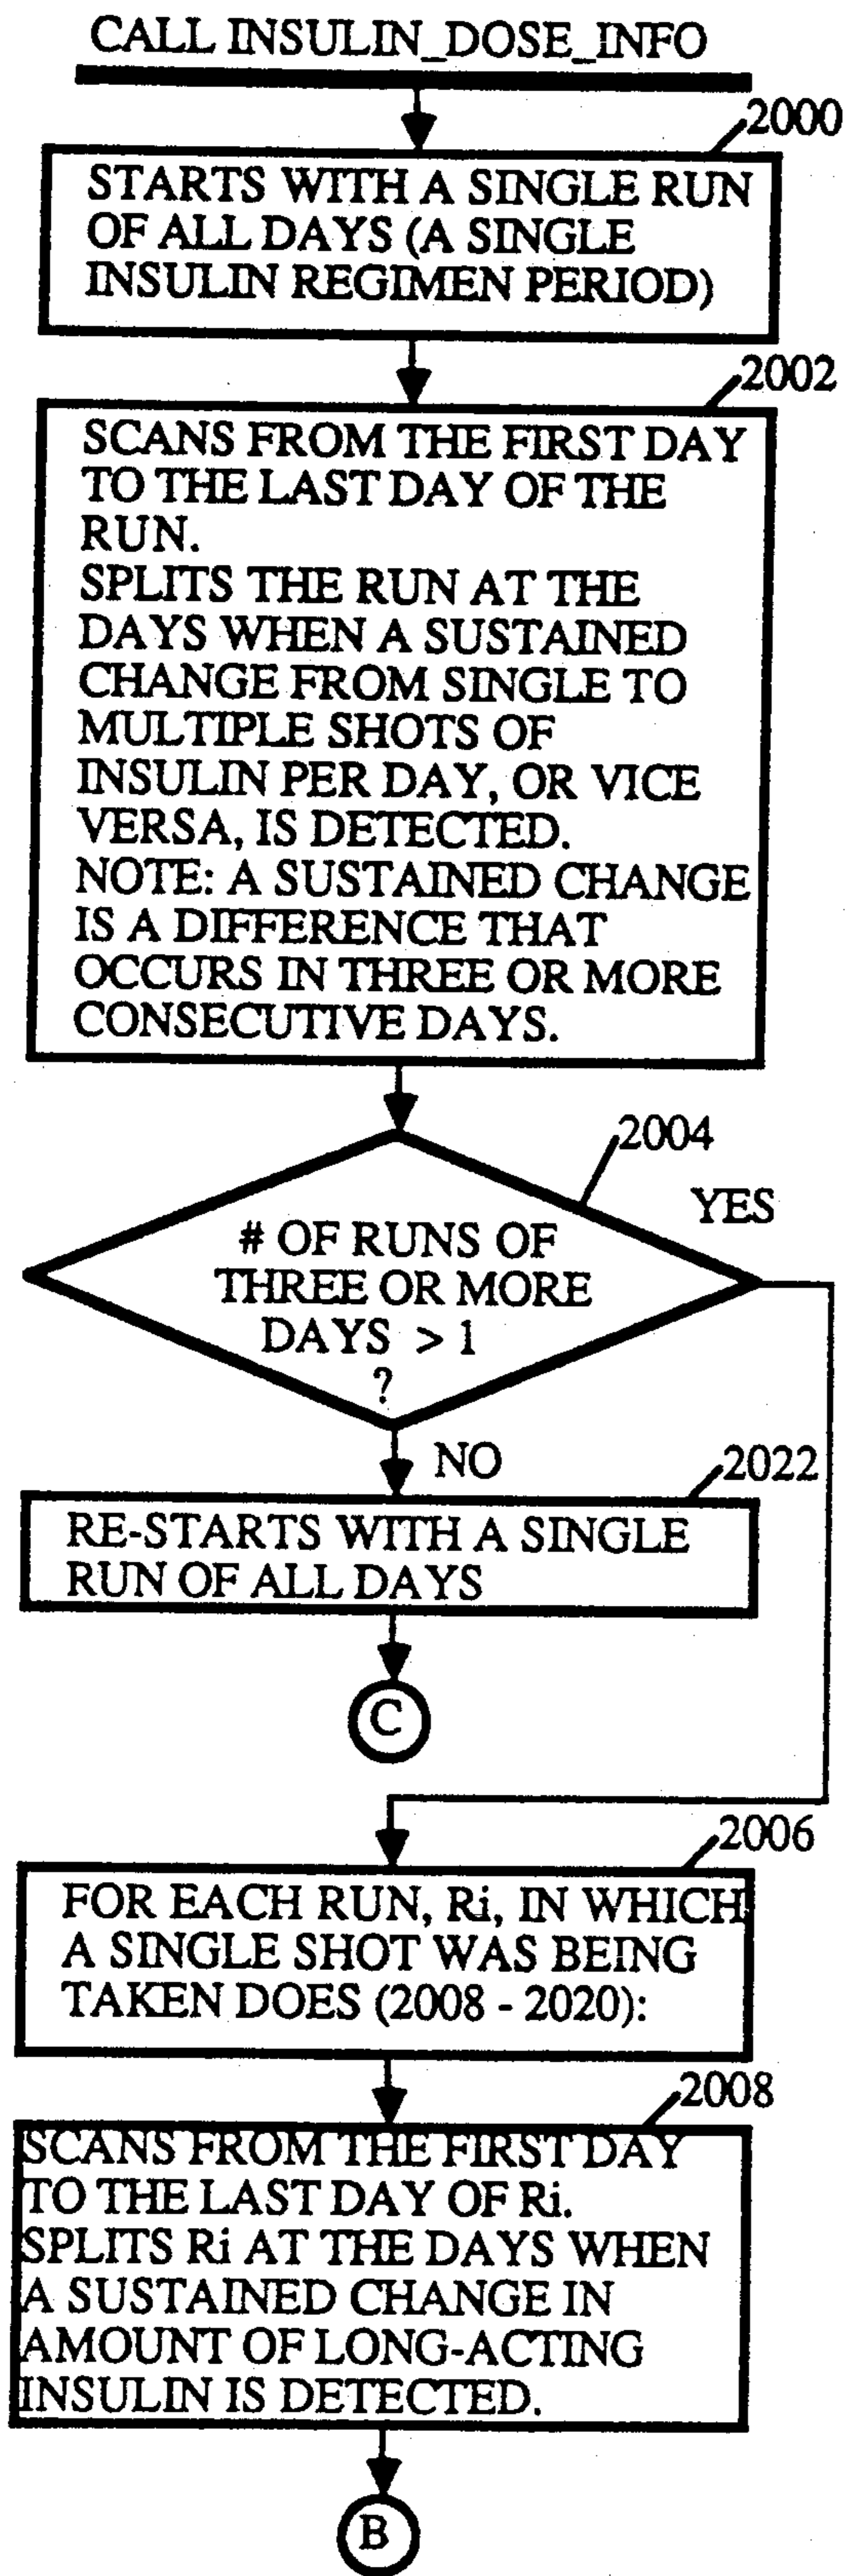 CALL INSULIN_DOSE_INFO
2000
STARTS WITH A SINGLE RUN
OF ALL DAYS (A SINGLE
INSULIN REGIMEN PERIOD)
2002
SCANS FROM THE FIRST DAY
TO THE LAST DAY OF THE
RUN.
SPLITS THE RUN AT THE
DAYS WHEN A SUSTAINED
CHANGE FROM SINGLE TO
MULTIPLE SHOTS OF
INSULIN PER DAY, OR VICE
VERSA, IS DETECTED.
NOTE: A SUSTAINED CHANGE
IS A DIFFERENCE THAT
OCCURS IN THREE OR MORE
CONSECUTIVE DAYS.
2004
YES
# OF RUNS OF
THREE OR MORE
DAYS > 1
?
NO
2022
RE-STARTS WITH A SINGLE
RUN OF ALL DAYS
C
2006
FOR EACH RUN, Ri, IN WHICH
A SINGLE SHOT WAS BEING
TAKEN DOES (2008 - 2020):
2008
SCANS FROM THE FIRST DAY
TO THE LAST DAY OF Ri.
SPLITS Ri AT THE DAYS WHEN
A SUSTAINED CHANGE IN
AMOUNT OF LONG-ACTING
INSULIN IS DETECTED.
B